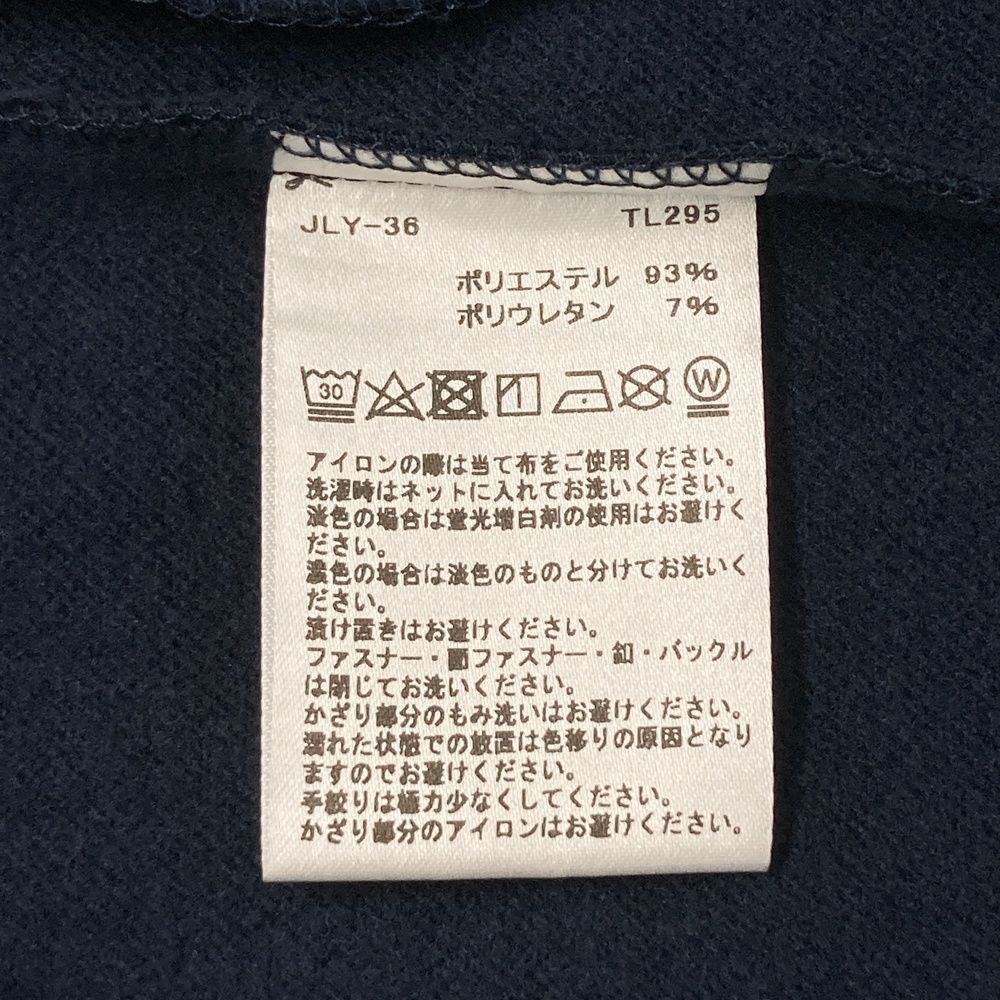 JLY-36 TL295
ポリエステル 93%
ポリウレタン 7%
30 W
アイロンの際は当て布をご使用ください。
洗濯時はネットに入れてお洗いください。
淡色の場合は蛍光増白剤の使用はお避けく
ださい。
濃色の場合は淡色のものと分けてお洗いく
ださい。
漬け置きはお避けください。
ファスナー・面ファスナー・釦・バックル
は閉じてお洗いください。
かざり部分のもみ洗いはお避けください。
濡れた状態での放置は色移りの原因となり
ますのでお避けください。
手絞りは極力少なくしてください。
かざり部分のアイロンはお避けください。